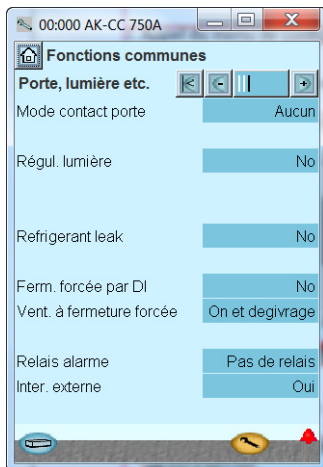 00:000 AK-CC 750A
Fonctions communes
Porte, lumière etc.
Mode contact porte Aucun
Régul. lumière No
Refrigerant leak No
Ferm. forcée par DI No
Vent. à fermeture forcée On et degivrage
Relais alarme Pas de relais
Inter. externe Oui